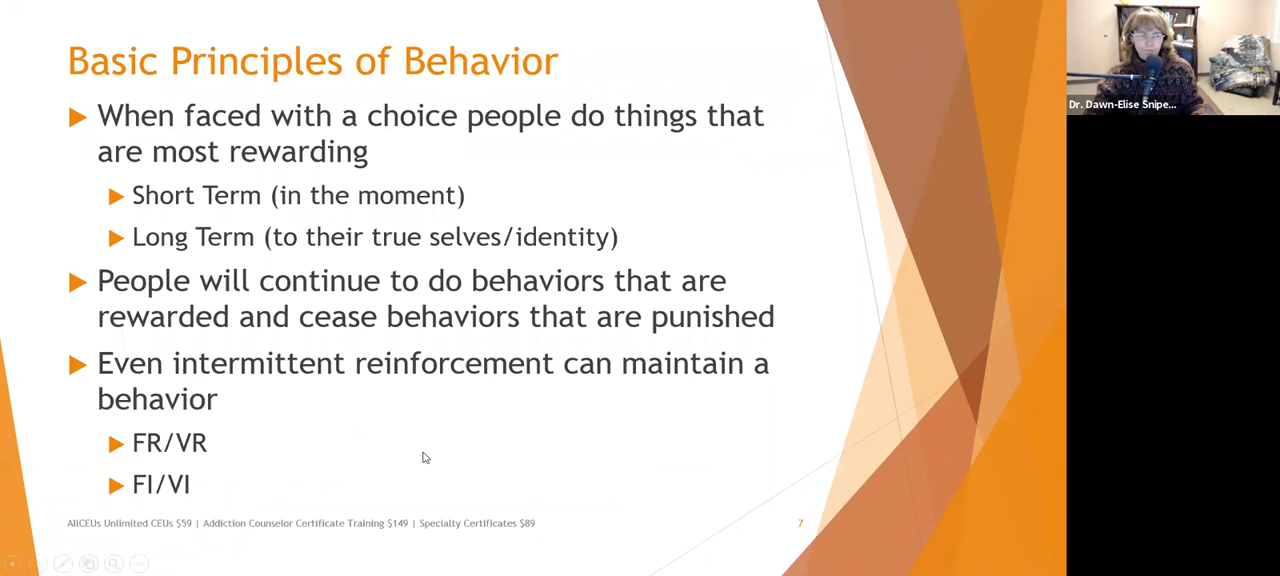 Basic Principles of Behavior
When faced with a choice people do things that
are most rewarding
Short Term (in the moment)
Long Term (to their true selves/identity)
People will continue to do behaviors that are
rewarded and cease behaviors that are punished
Even intermittent reinforcement can maintain a
behavior
FR/VR
FI/VI
AllCEUs Unlimited CEUs $59 | Addiction Counselor Certificate Training $149 | Specialty Certificates $89
7
Dr. Dawn-Elise Snipe...